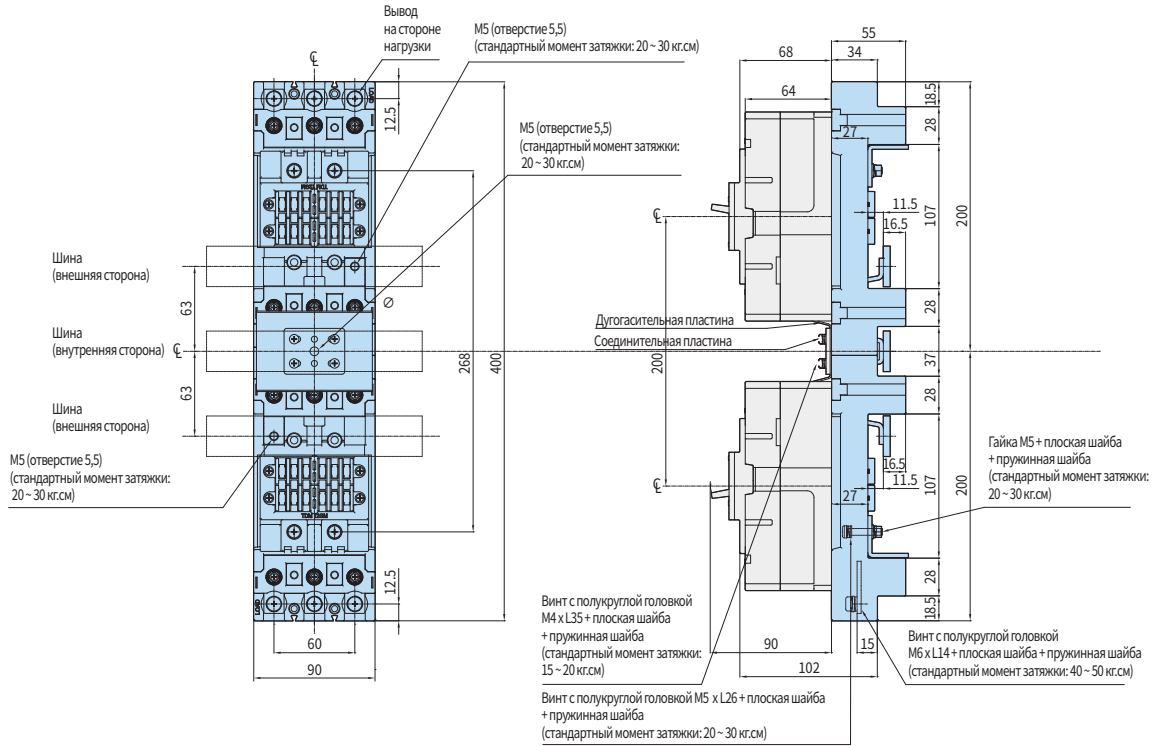 Вывод
на стороне
нагрузки
M5 (отверстие 5,5)
(стандартный момент затяжки: 20 ~ 30 кг.см)
M5 (отверстие 5,5)
(стандартный момент затяжки:
20 ~ 30 кг.см)
LOAD
12.5
Шина
(внешняя сторона)
63
Шина
(внутренняя сторона)
63
Шина
(внешняя сторона)
M5 (отверстие 5,5)
(стандартный момент затяжки:
20 ~ 30 кг.см)
268
400
12.5
LOAD
60
90
55
68
34
64
18.5
28
27
107
11.5
16.5
200
28
Дугогасительная пластина
Соединительная пластина
200
37
28
16.5
11.5
107
27
200
28
18.5
15
90
102
Гайка M5 + плоская шайба
+ пружинная шайба
(стандартный момент затяжки:
20 ~ 30 кг.см)
Винт с полукруглой головкой
M4 x L35 + плоская шайба
+ пружинная шайба
(стандартный момент затяжки:
15 ~ 20 кг.см)
Винт с полукруглой головкой
M6 x L14 + плоская шайба + пружинная шайба
(стандартный момент затяжки: 40 ~ 50 кг.см)
Винт с полукруглой головкой M5 x L26 + плоская шайба
+ пружинная шайба
(стандартный момент затяжки: 20 ~ 30 кг.см)